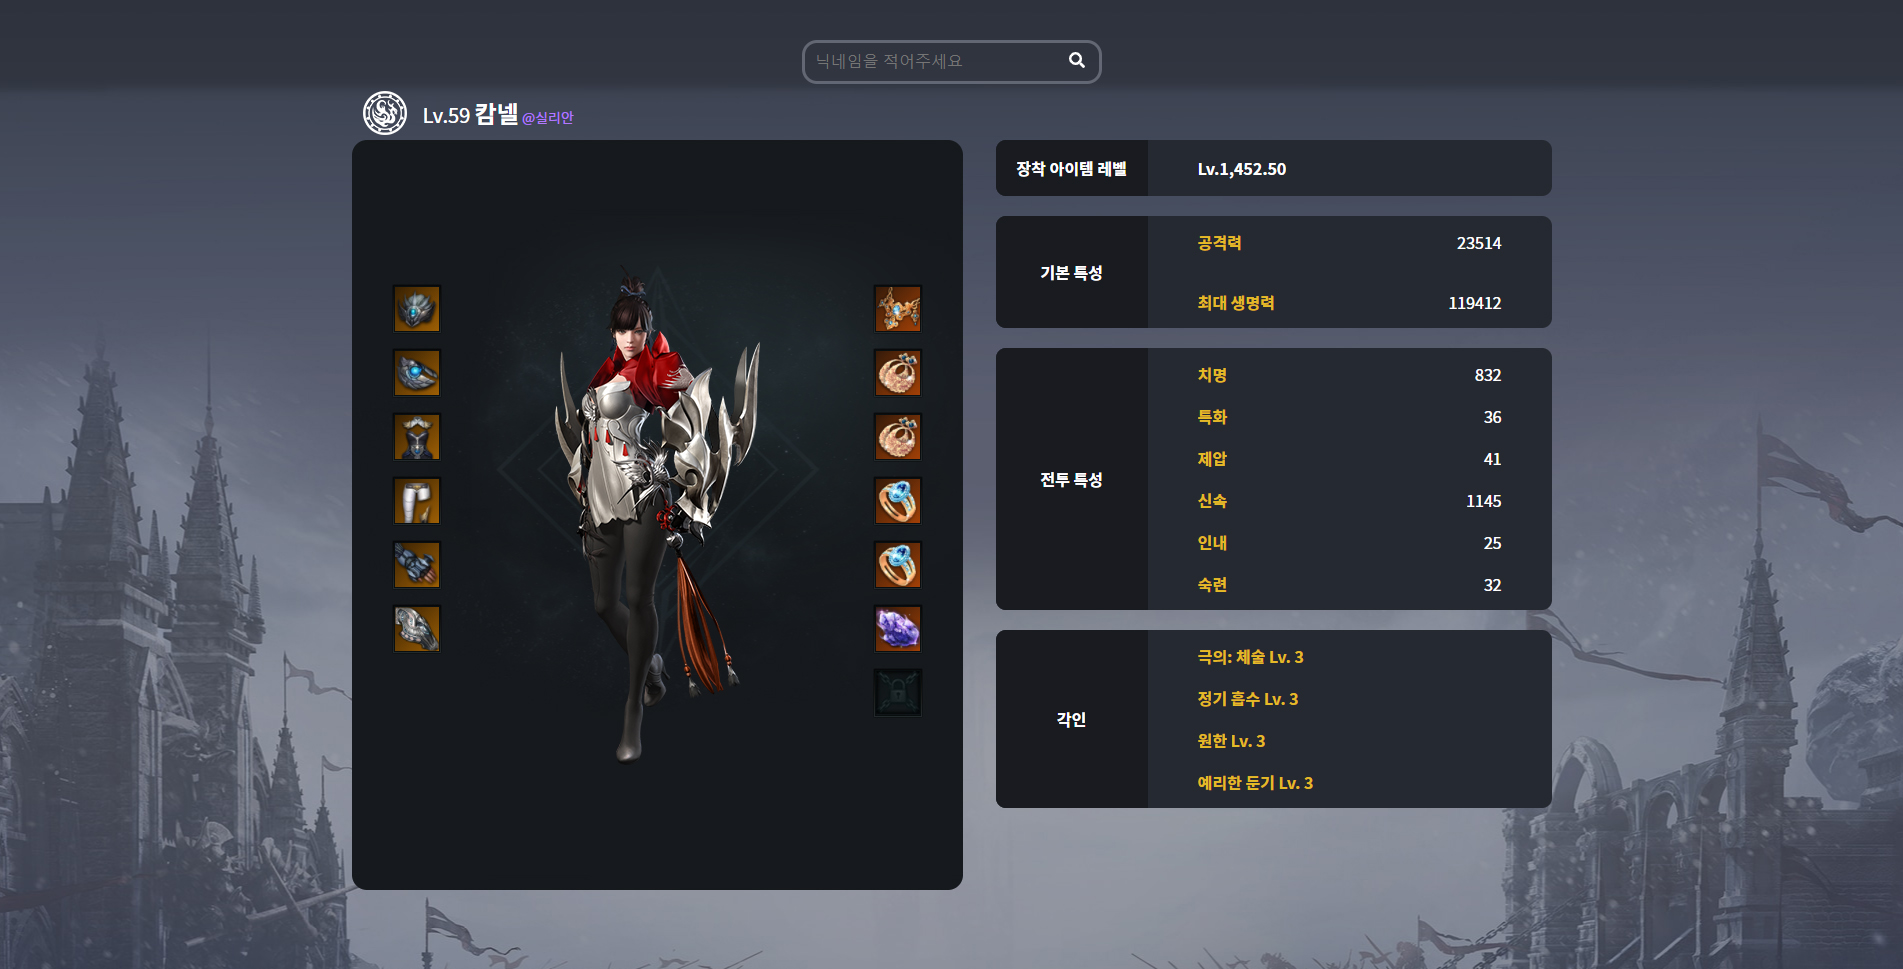 닉네임을 적어주세요
Lv.59 캄넬 @실리안
장착 아이템 레벨 Lv.1,452.50
기본 특성
공격력 23514
최대 생명력 119412
전투 특성
치명 832
특화 36
제압 41
신속 1145
인내 25
숙련 32
각인
극의: 체술 Lv. 3
정기 흡수 Lv. 3
원한 Lv. 3
예리한 둔기 Lv. 3